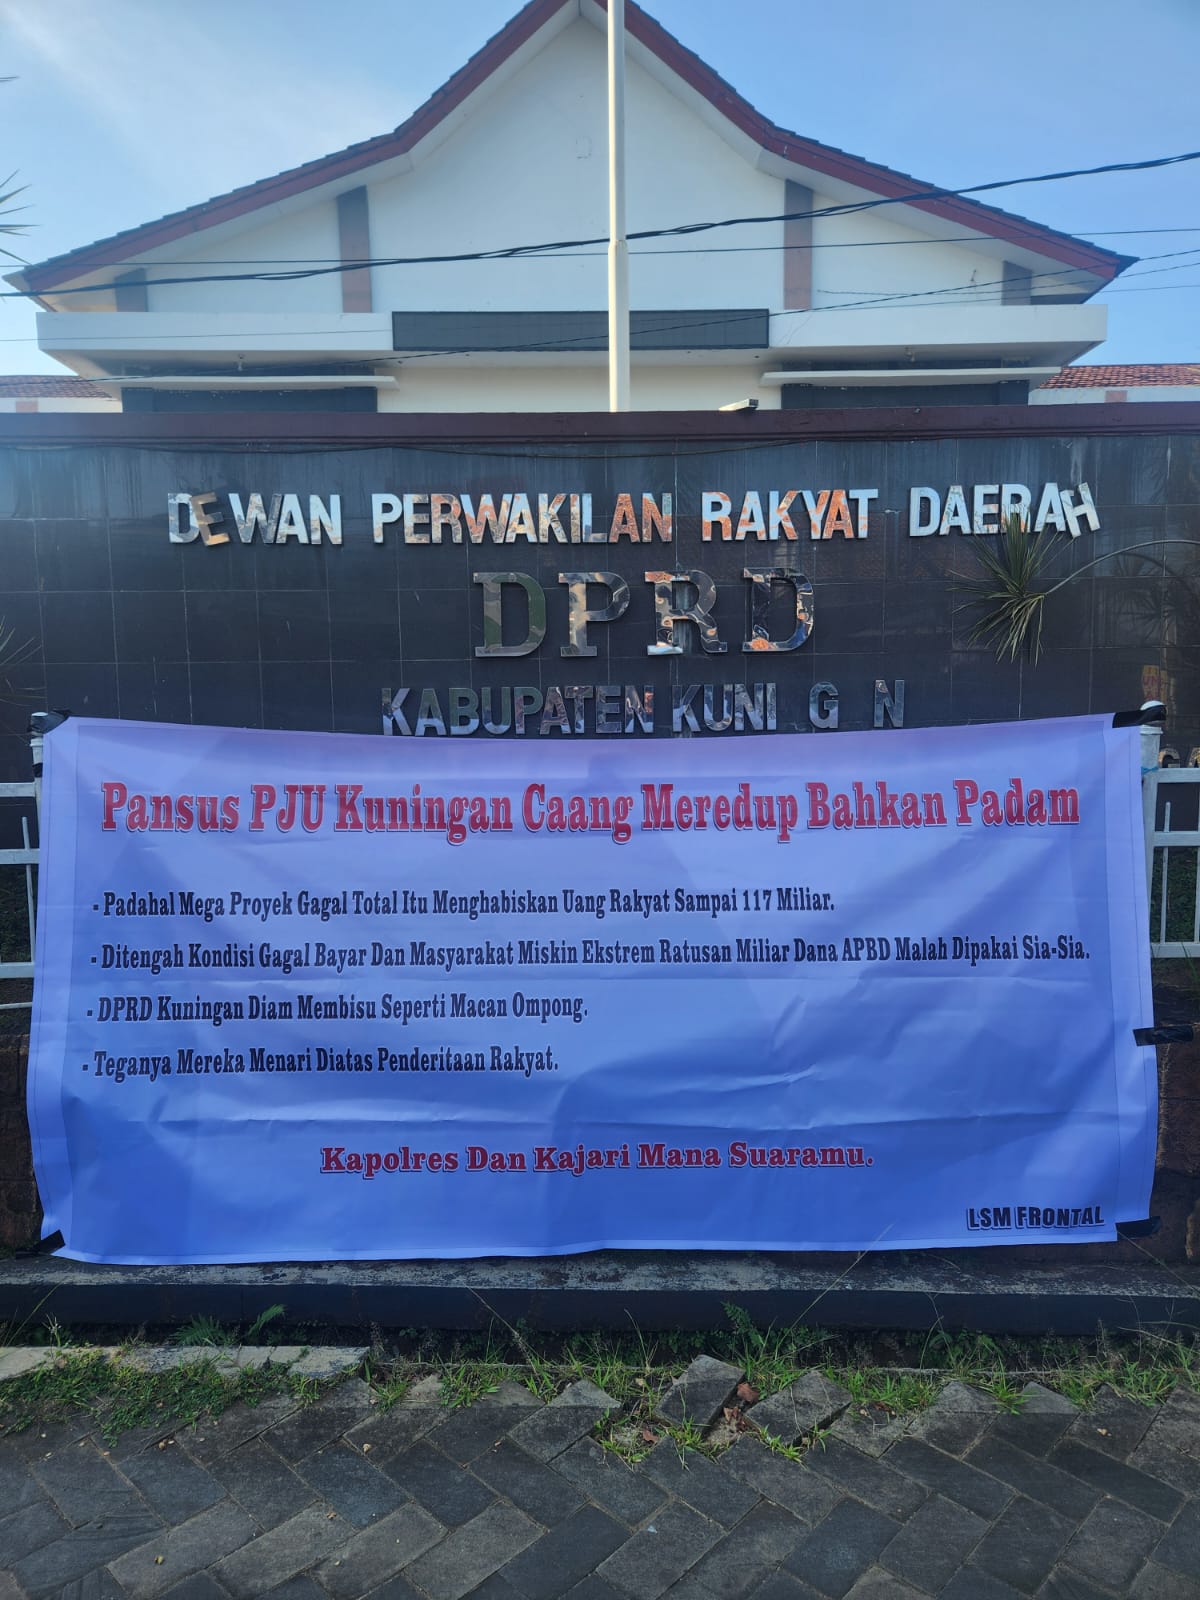 DEWAN PERWAKILAN RAKYAT DAERAH
DPRD
KABUPATEN KUNI G N
Pansus PJU Kuningan Caang Meredup Bahkan Padam
- Padahal Mega Proyek Gagal Total Itu Menghabiskan Uang Rakyat Sampai 117 Miliar.
- Ditengah Kondisi Gagal Bayar Dan Masyarakat Miskin Ekstrem Ratusan Miliar Dana APBD Malah Dipakai Sia-Sia.
- DPRD Kuningan Diam Membisu Seperti Macan Ompong.
- Teganya Mereka Menari Diatas Penderitaan Rakyat.
Kapolres Dan Kajari Mana Suaramu.
LSM FRONTAL